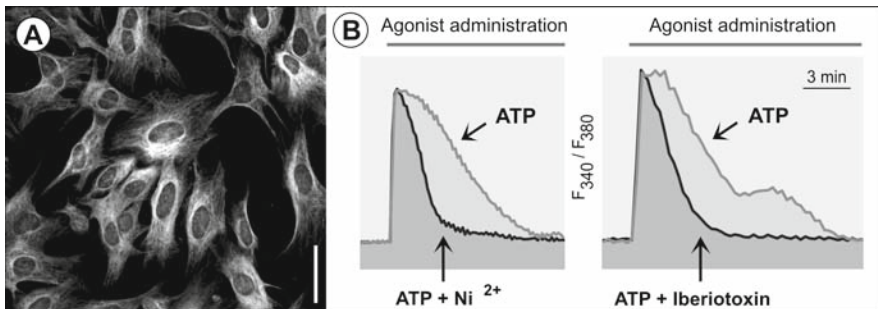 A
B
Agonist administration
Agonist administration
3 min
ATP
ATP
F340 / F380
ATP + Ni 2+
ATP + Iberiotoxin